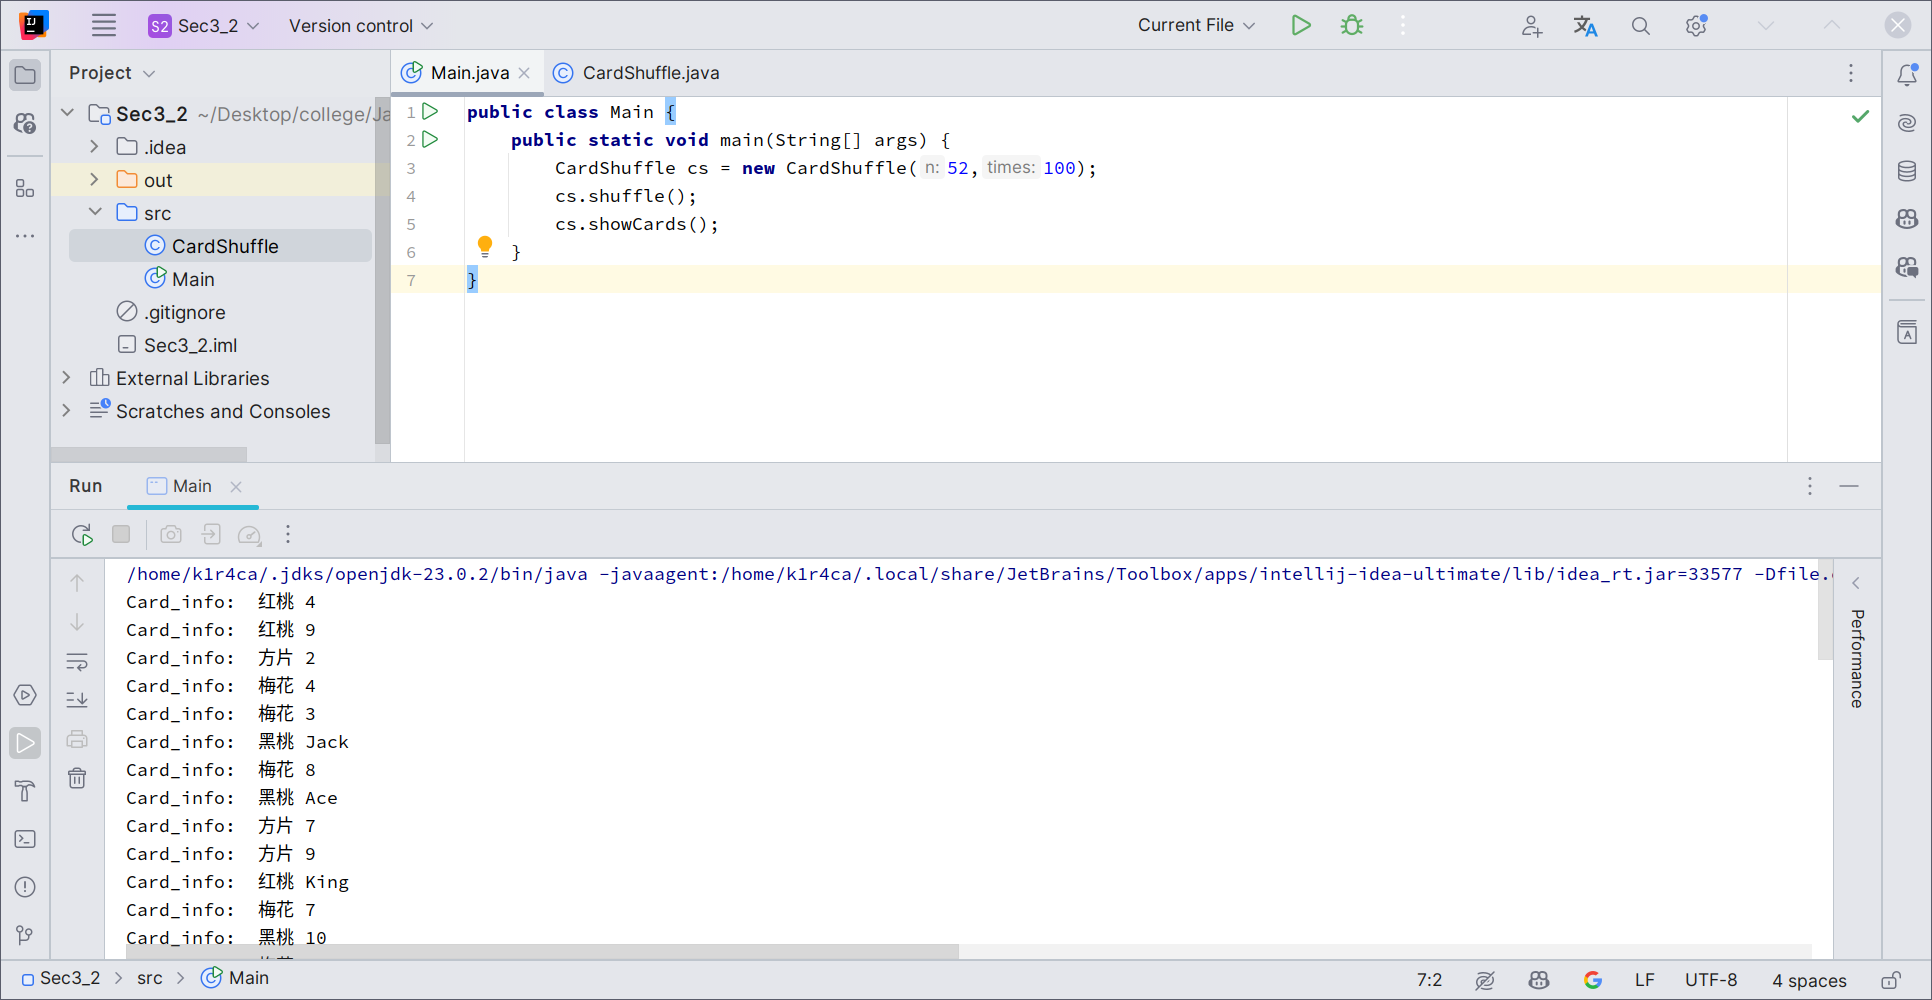 S2 Sec3_2 Version control Current File
Project
Main.java CardShuffle.java
Sec3_2 ~/Desktop/college/Ja
.idea
out
src
CardShuffle
Main
.gitignore
Sec3_2.iml
External Libraries
Scratches and Consoles
1 public class Main {
2 public static void main(String[] args) {
3 CardShuffle cs = new CardShuffle( n: 52, times: 100);
4 cs.shuffle();
5 cs.showCards();
6 }
7 }
Run Main
/home/k1r4ca/.jdks/openjdk-23.0.2/bin/java -javaagent:/home/k1r4ca/.local/share/JetBrains/Toolbox/apps/intellij-idea-ultimate/lib/idea_rt.jar=33577 -Dfile.
Card_info: 红桃 4
Card_info: 红桃 9
Card_info: 方片 2
Card_info: 梅花 4
Card_info: 梅花 3
Card_info: 黑桃 Jack
Card_info: 梅花 8
Card_info: 黑桃 Ace
Card_info: 方片 7
Card_info: 方片 9
Card_info: 红桃 King
Card_info: 梅花 7
Card_info: 黑桃 10
Performance
Sec3_2 > src > Main
7:2 LF UTF-8 4 spaces